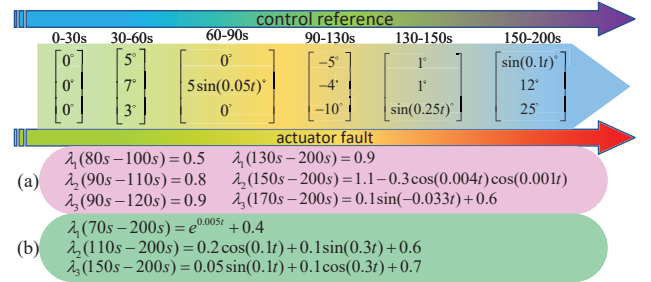 control reference
0-30s 30-60s 60-90s 90-130s 130-150s 150-200s
[0° 0° 0°] [5° 7° 3°] [0° 5sin(0.05t)° 0°] [−5° −4° −10°] [1° 1° sin(0.25t)°] [sin(0.1t)° 12° 25°]
actuator fault
(a)
λ₁(80s−100s)=0.5 λ₁(130s−200s)=0.9
λ₂(90s−110s)=0.8 λ₂(150s−200s)=1.1−0.3cos(0.004t)cos(0.001t)
λ₃(90s−120s)=0.9 λ₃(170s−200s)=0.1sin(−0.033t)+0.6
(b)
λ₁(70s−200s)=e^0.005t+0.4
λ₂(110s−200s)=0.2cos(0.1t)+0.1sin(0.3t)+0.6
λ₃(150s−200s)=0.05sin(0.1t)+0.1cos(0.3t)+0.7